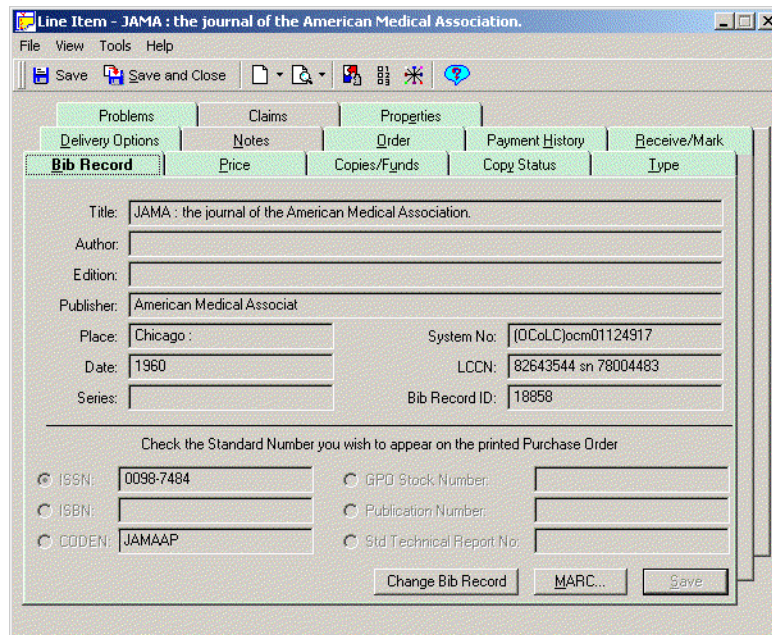 Line Item - JAMA : the journal of the American Medical Association.
File View Tools Help
Save Save and Close
Problems Claims Properties
Delivery Options Notes Order Payment History Receive/Mark
Bib Record Price Copies/Funds Copy Status Type
Title: JAMA : the journal of the American Medical Association.
Author:
Edition:
Publisher: American Medical Associat
Place: Chicago : System No: (OCoLC)ocm01124917
Date: 1960 LCCN: 82643544 sn 78004483
Series: Bib Record ID: 18858
Check the Standard Number you wish to appear on the printed Purchase Order
ISSN: 0098-7484 GPO Stock Number:
ISBN: Publication Number:
CODEN: JAMAAP Std Technical Report No:
Change Bib Record MARC... Save